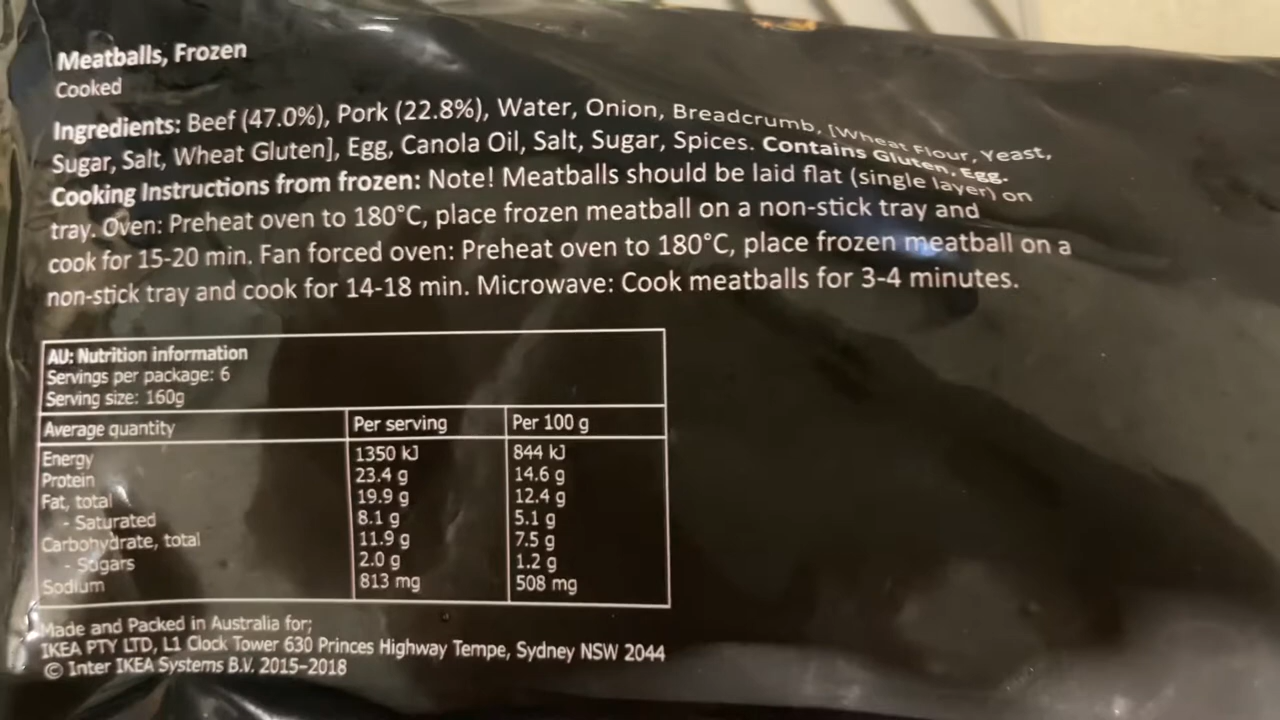 Meatballs, Frozen
Cooked
Ingredients: Beef (47.0%), Pork (22.8%), Water, Onion, Breadcrumb, [Wheat Flour, Yeast,
Sugar, Salt, Wheat Gluten], Egg, Canola Oil, Salt, Sugar, Spices. Contains Gluten, Egg.
Cooking Instructions from frozen: Note! Meatballs should be laid flat (single layer) on
tray. Oven: Preheat oven to 180°C, place frozen meatball on a non-stick tray and
cook for 15-20 min. Fan forced oven: Preheat oven to 180°C, place frozen meatball on a
non-stick tray and cook for 14-18 min. Microwave: Cook meatballs for 3-4 minutes.
AU: Nutrition information
Servings per package: 6
Serving size: 160g
Average quantity Per serving Per 100 g
Energy 1350 kJ 844 kJ
Protein 23.4 g 14.6 g
Fat, total 19.9 g 12.4 g
- Saturated 8.1 g 5.1 g
Carbohydrate, total 11.9 g 7.5 g
- Sugars 2.0 g 1.2 g
Sodium 813 mg 508 mg
Made and Packed in Australia for;
IKEA PTY LTD, L1 Clock Tower 630 Princes Highway Tempe, Sydney NSW 2044
© Inter IKEA Systems B.V. 2015-2018